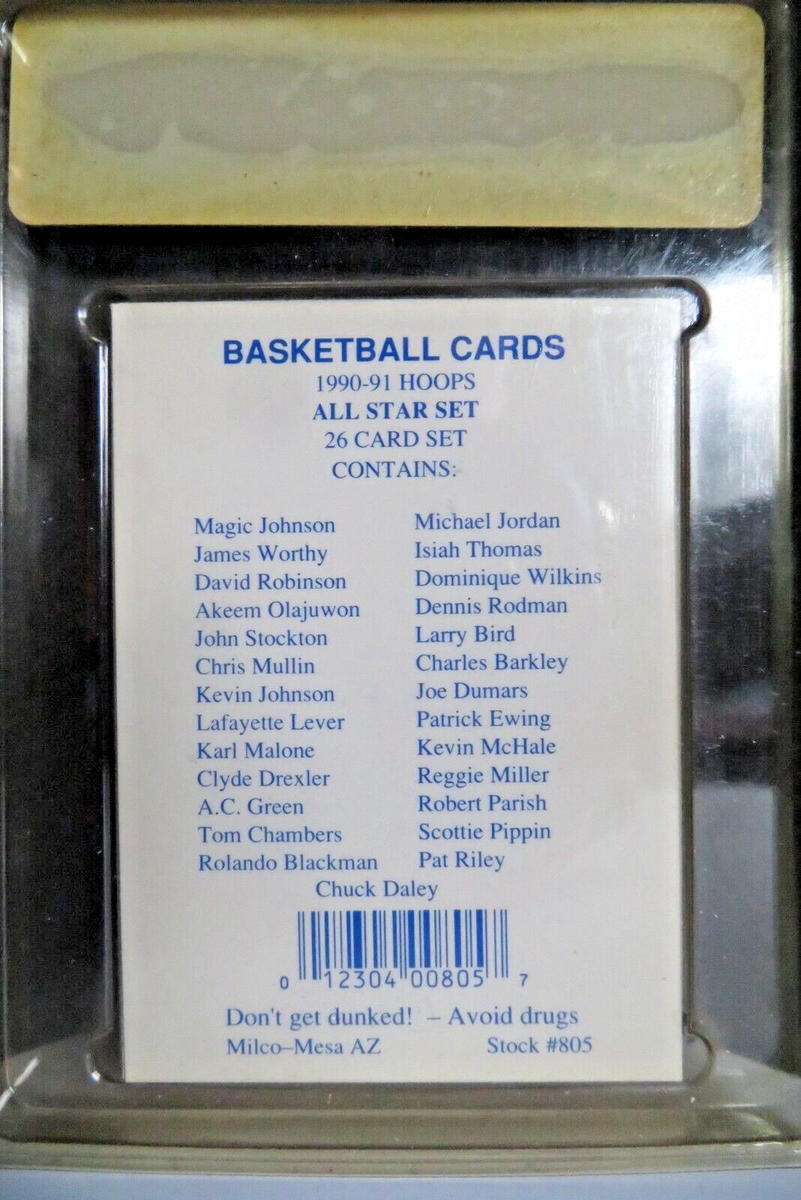 BASKETBALL CARDS
1990-91 HOOPS
ALL STAR SET
26 CARD SET
CONTAINS:
Magic Johnson Michael Jordan
James Worthy Isiah Thomas
David Robinson Dominique Wilkins
Akeem Olajuwon Dennis Rodman
John Stockton Larry Bird
Chris Mullin Charles Barkley
Kevin Johnson Joe Dumars
Lafayette Lever Patrick Ewing
Karl Malone Kevin McHale
Clyde Drexler Reggie Miller
A.C. Green Robert Parish
Tom Chambers Scottie Pippin
Rolando Blackman Pat Riley
Chuck Daley
0 12304 00805 7
Don't get dunked! – Avoid drugs
Milco–Mesa AZ Stock #805